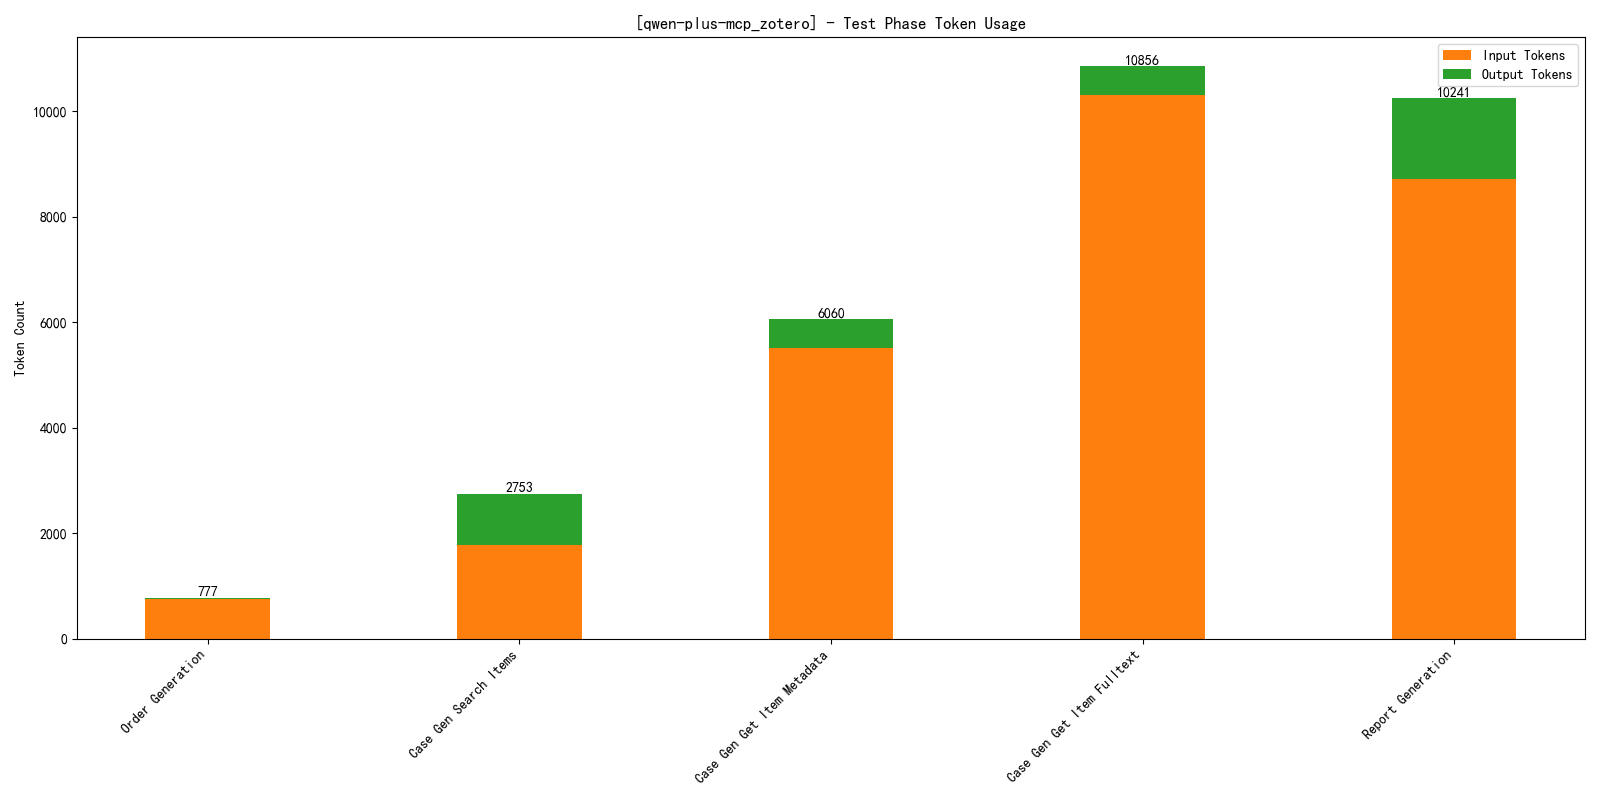 [qwen-plus-mcp_zotero] - Test Phase Token Usage
Input Tokens
Output Tokens
Token Count
10000
8000
6000
4000
2000
0
777
2753
6060
10856
10241
Order Generation
Case Gen Search Items
Case Gen Get Item Metadata
Case Gen Get Item Fulltext
Report Generation